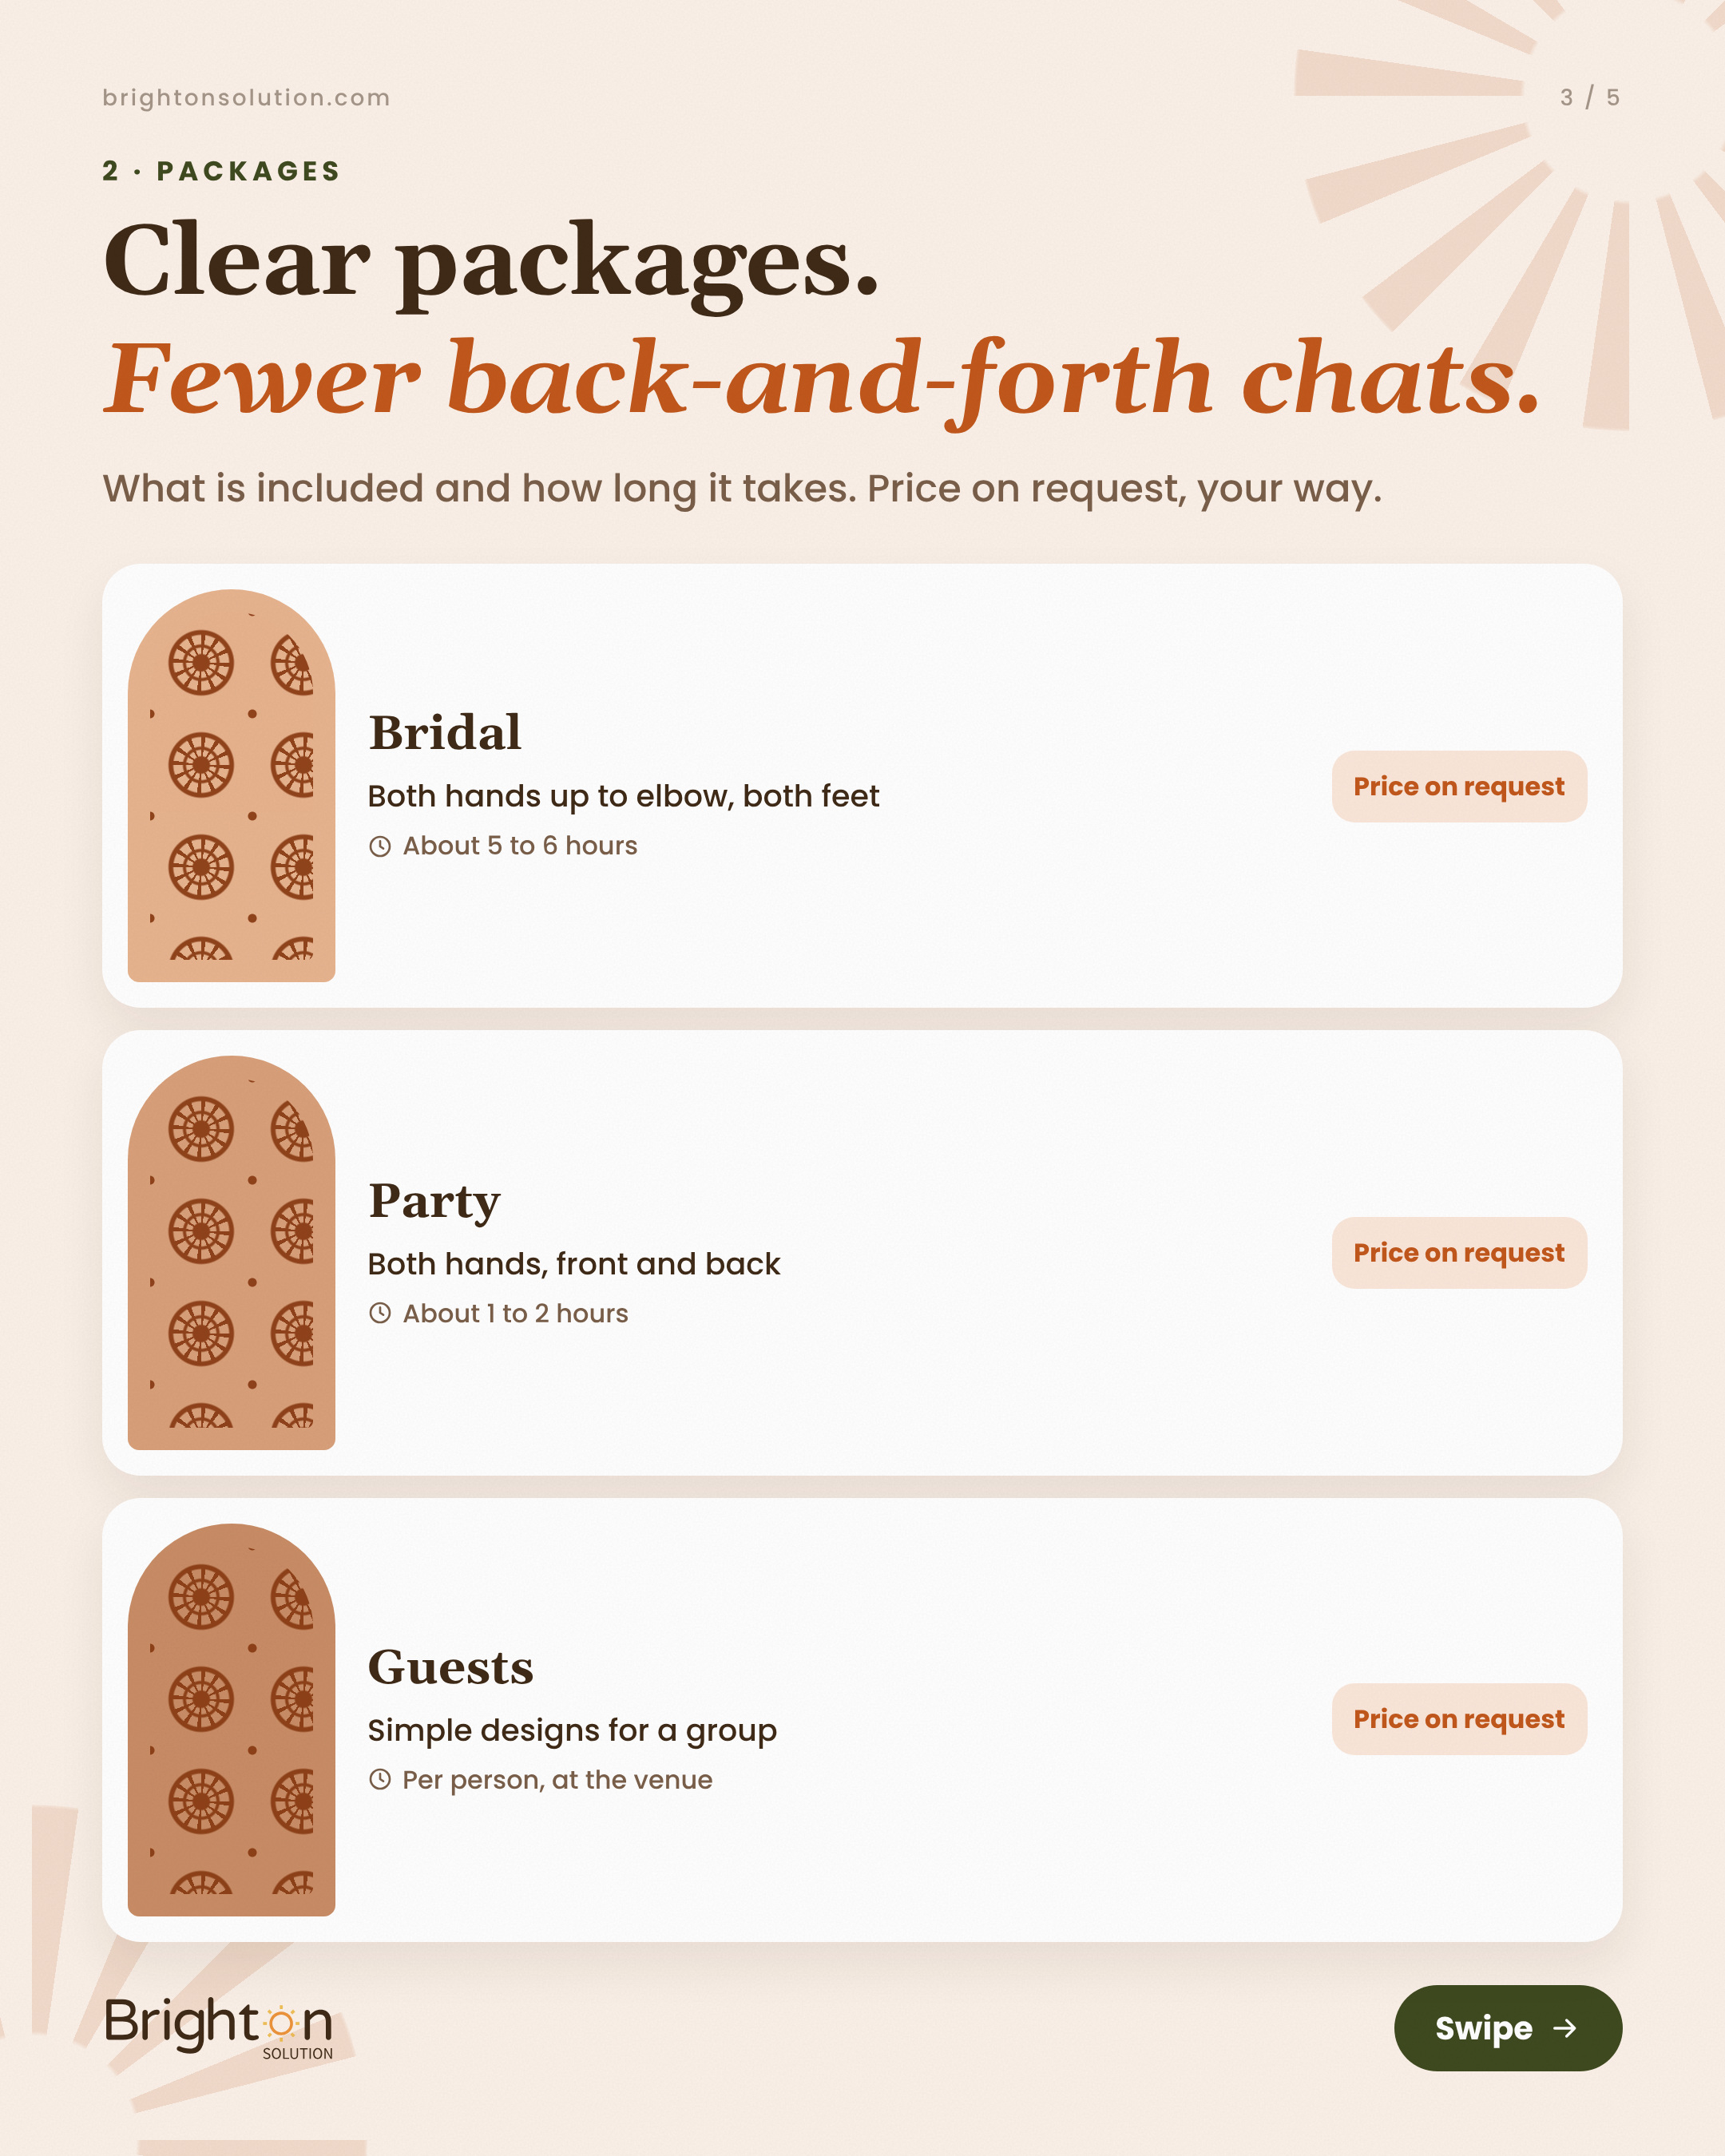 brightonsolution.com
3 / 5
2 · PACKAGES
Clear packages.
Fewer back-and-forth chats.
What is included and how long it takes. Price on request, your way.
Bridal
Both hands up to elbow, both feet
About 5 to 6 hours
Price on request
Party
Both hands, front and back
About 1 to 2 hours
Price on request
Guests
Simple designs for a group
Per person, at the venue
Price on request
Brighton
SOLUTION
Swipe →